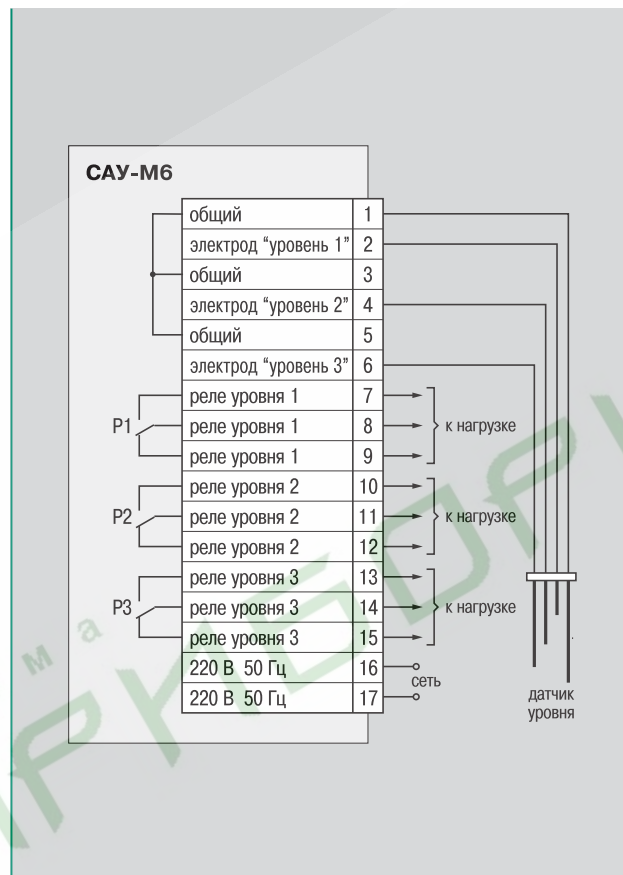 САУ-М6
общий 1
электрод “уровень 1” 2
общий 3
электрод “уровень 2” 4
общий 5
электрод “уровень 3” 6
реле уровня 1 7
P1 реле уровня 1 8 к нагрузке
реле уровня 1 9
реле уровня 2 10
P2 реле уровня 2 11 к нагрузке
реле уровня 2 12
реле уровня 3 13
P3 реле уровня 3 14 к нагрузке
реле уровня 3 15
220 В 50 Гц 16
сеть
220 В 50 Гц 17
датчик
уровня